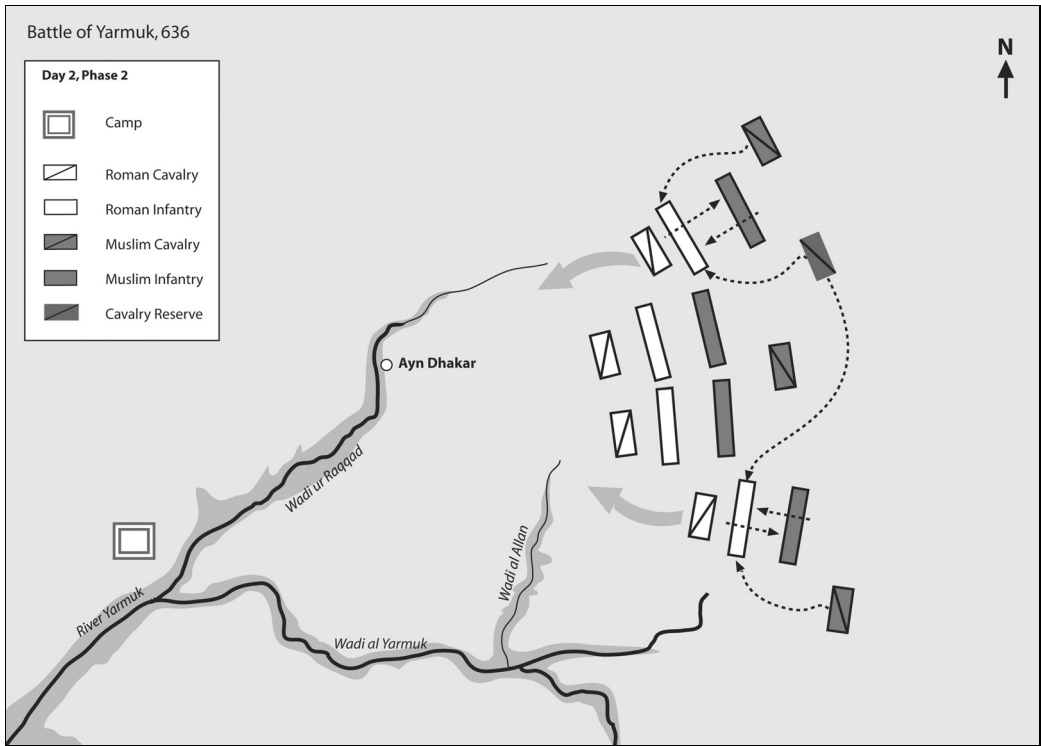 Battle of Yarmuk, 636
N
Day 2, Phase 2
Camp
Roman Cavalry
Roman Infantry
Muslim Cavalry
Muslim Infantry
Cavalry Reserve
Ayn Dhakar
Wadi ur Raqqad
Wadi al Allan
River Yarmuk
Wadi al Yarmuk